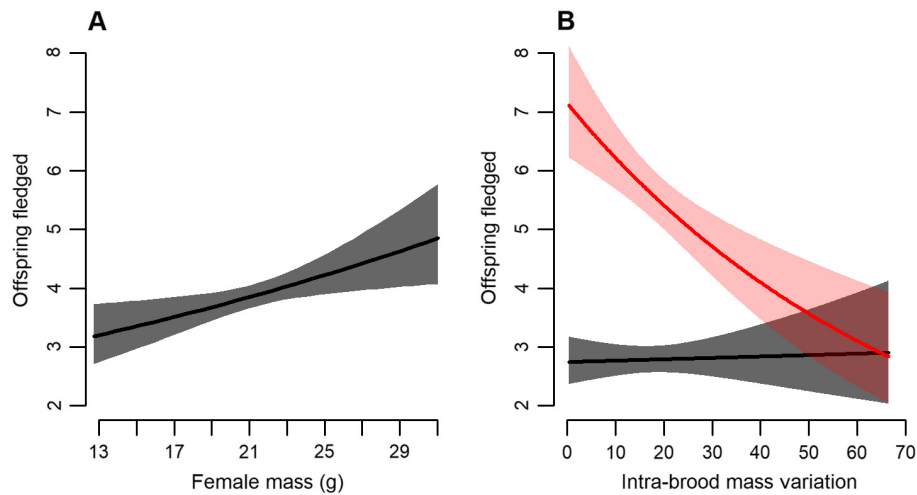 A
Offspring fledged
8
7
6
5
4
3
2
13 17 21 25 29
Female mass (g)
B
Offspring fledged
8
7
6
5
4
3
2
0 10 20 30 40 50 60 70
Intra-brood mass variation